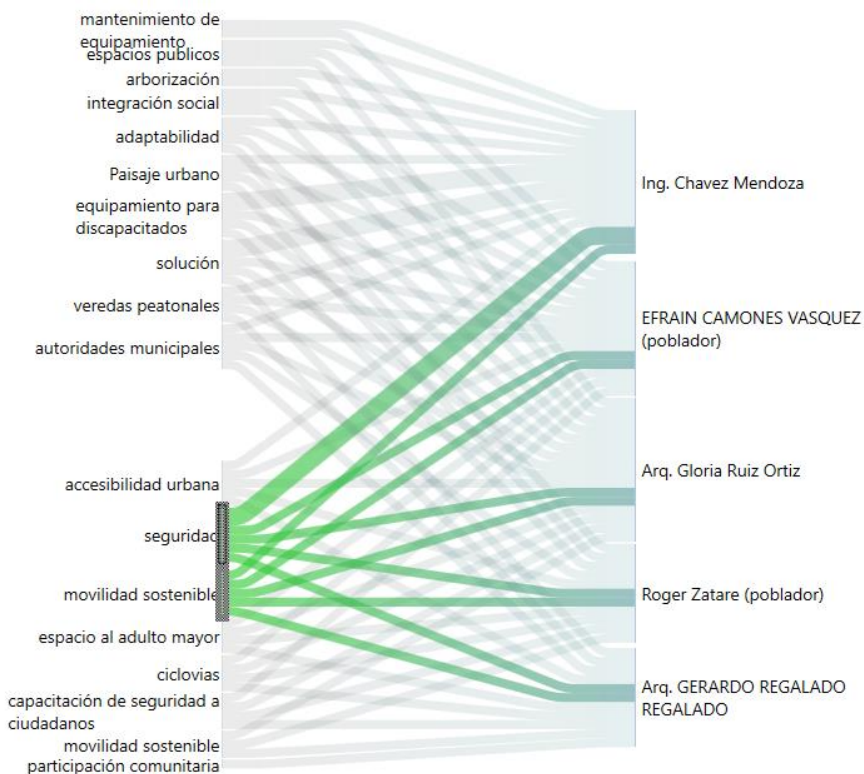 mantenimiento de
equipamiento
espacios publicos
arborización
integración social
adaptabilidad
Paisaje urbano
equipamiento para
discapacitados
solución
veredas peatonales
autoridades municipales
accesibilidad urbana
seguridad
movilidad sostenible
espacio al adulto mayor
ciclovias
capacitación de seguridad a
ciudadanos
movilidad sostenible
participación comunitaria
Ing. Chavez Mendoza
EFRAIN CAMONES VASQUEZ
(poblador)
Arq. Gloria Ruiz Ortiz
Roger Zatare (poblador)
Arq. GERARDO REGALADO
REGALADO